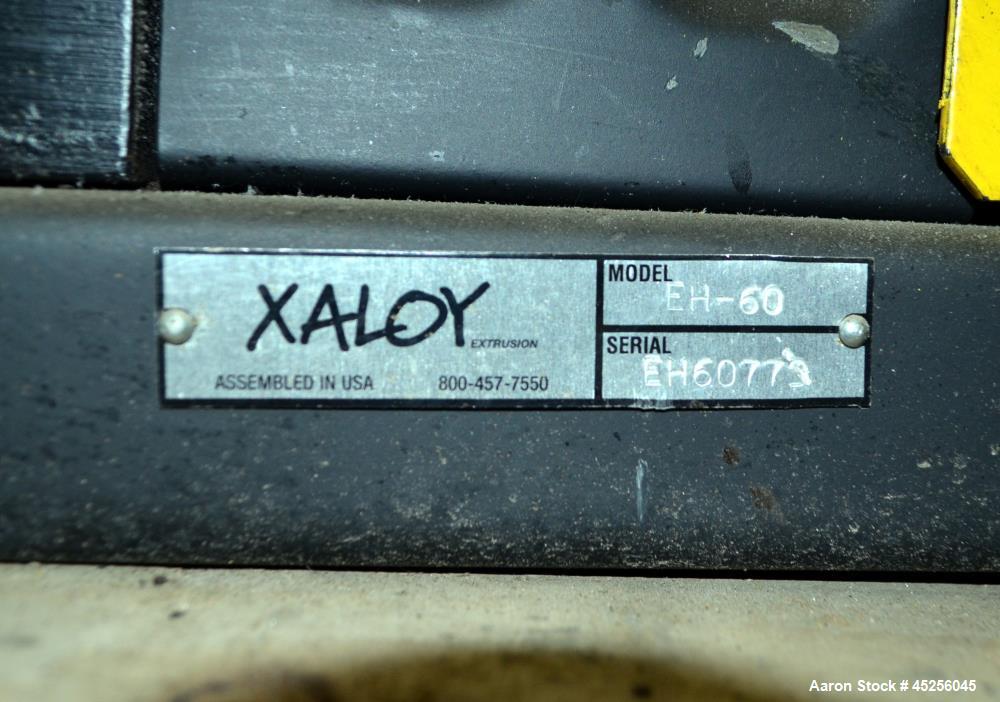 XALOY
EXTRUSION
ASSEMBLED IN USA 800-457-7550
MODEL
EH-60
SERIAL
Aaron Stock # 45256045